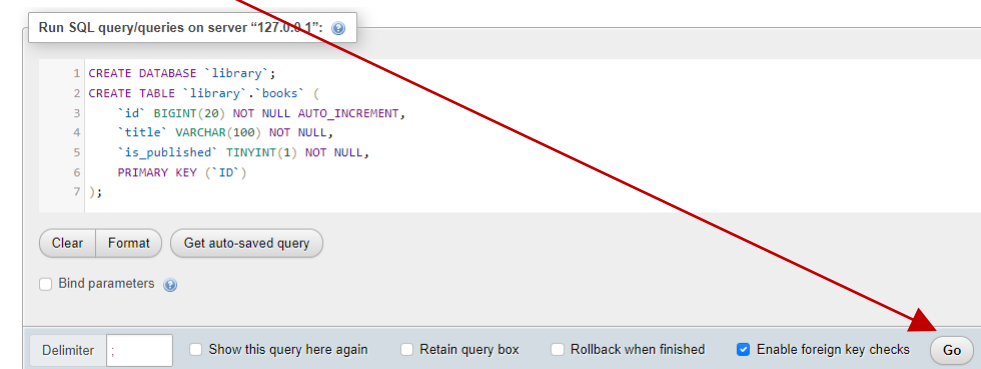 Run SQL query/queries on server “127.0.0.1”:
1 CREATE DATABASE `library`;
2 CREATE TABLE `library`.`books` (
3 `id` BIGINT(20) NOT NULL AUTO_INCREMENT,
4 `title` VARCHAR(100) NOT NULL,
5 `is_published` TINYINT(1) NOT NULL,
6 PRIMARY KEY (`ID`)
7 );
Clear Format Get auto-saved query
Bind parameters
Delimiter ; Show this query here again Retain query box Rollback when finished Enable foreign key checks Go